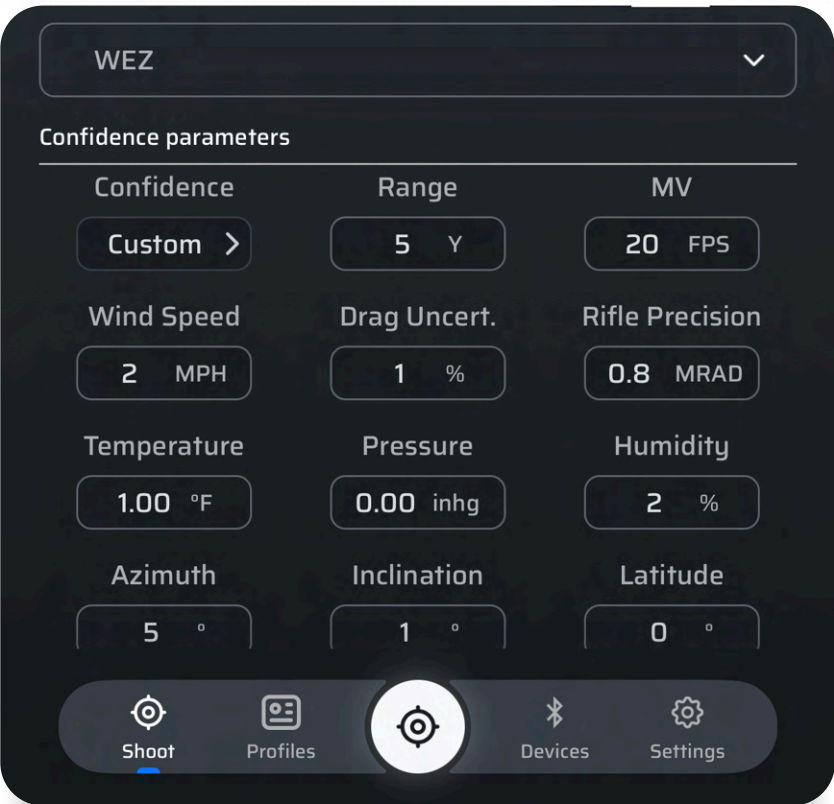 WEZ
Confidence parameters
Confidence Range MV
Custom 5 Y 20 FPS
Wind Speed Drag Uncert. Rifle Precision
2 MPH 1 % 0.8 MRAD
Temperature Pressure Humidity
1.00 °F 0.00 inhg 2 %
Azimuth Inclination Latitude
5 ° 1 ° 0 °
Shoot Profiles Devices Settings